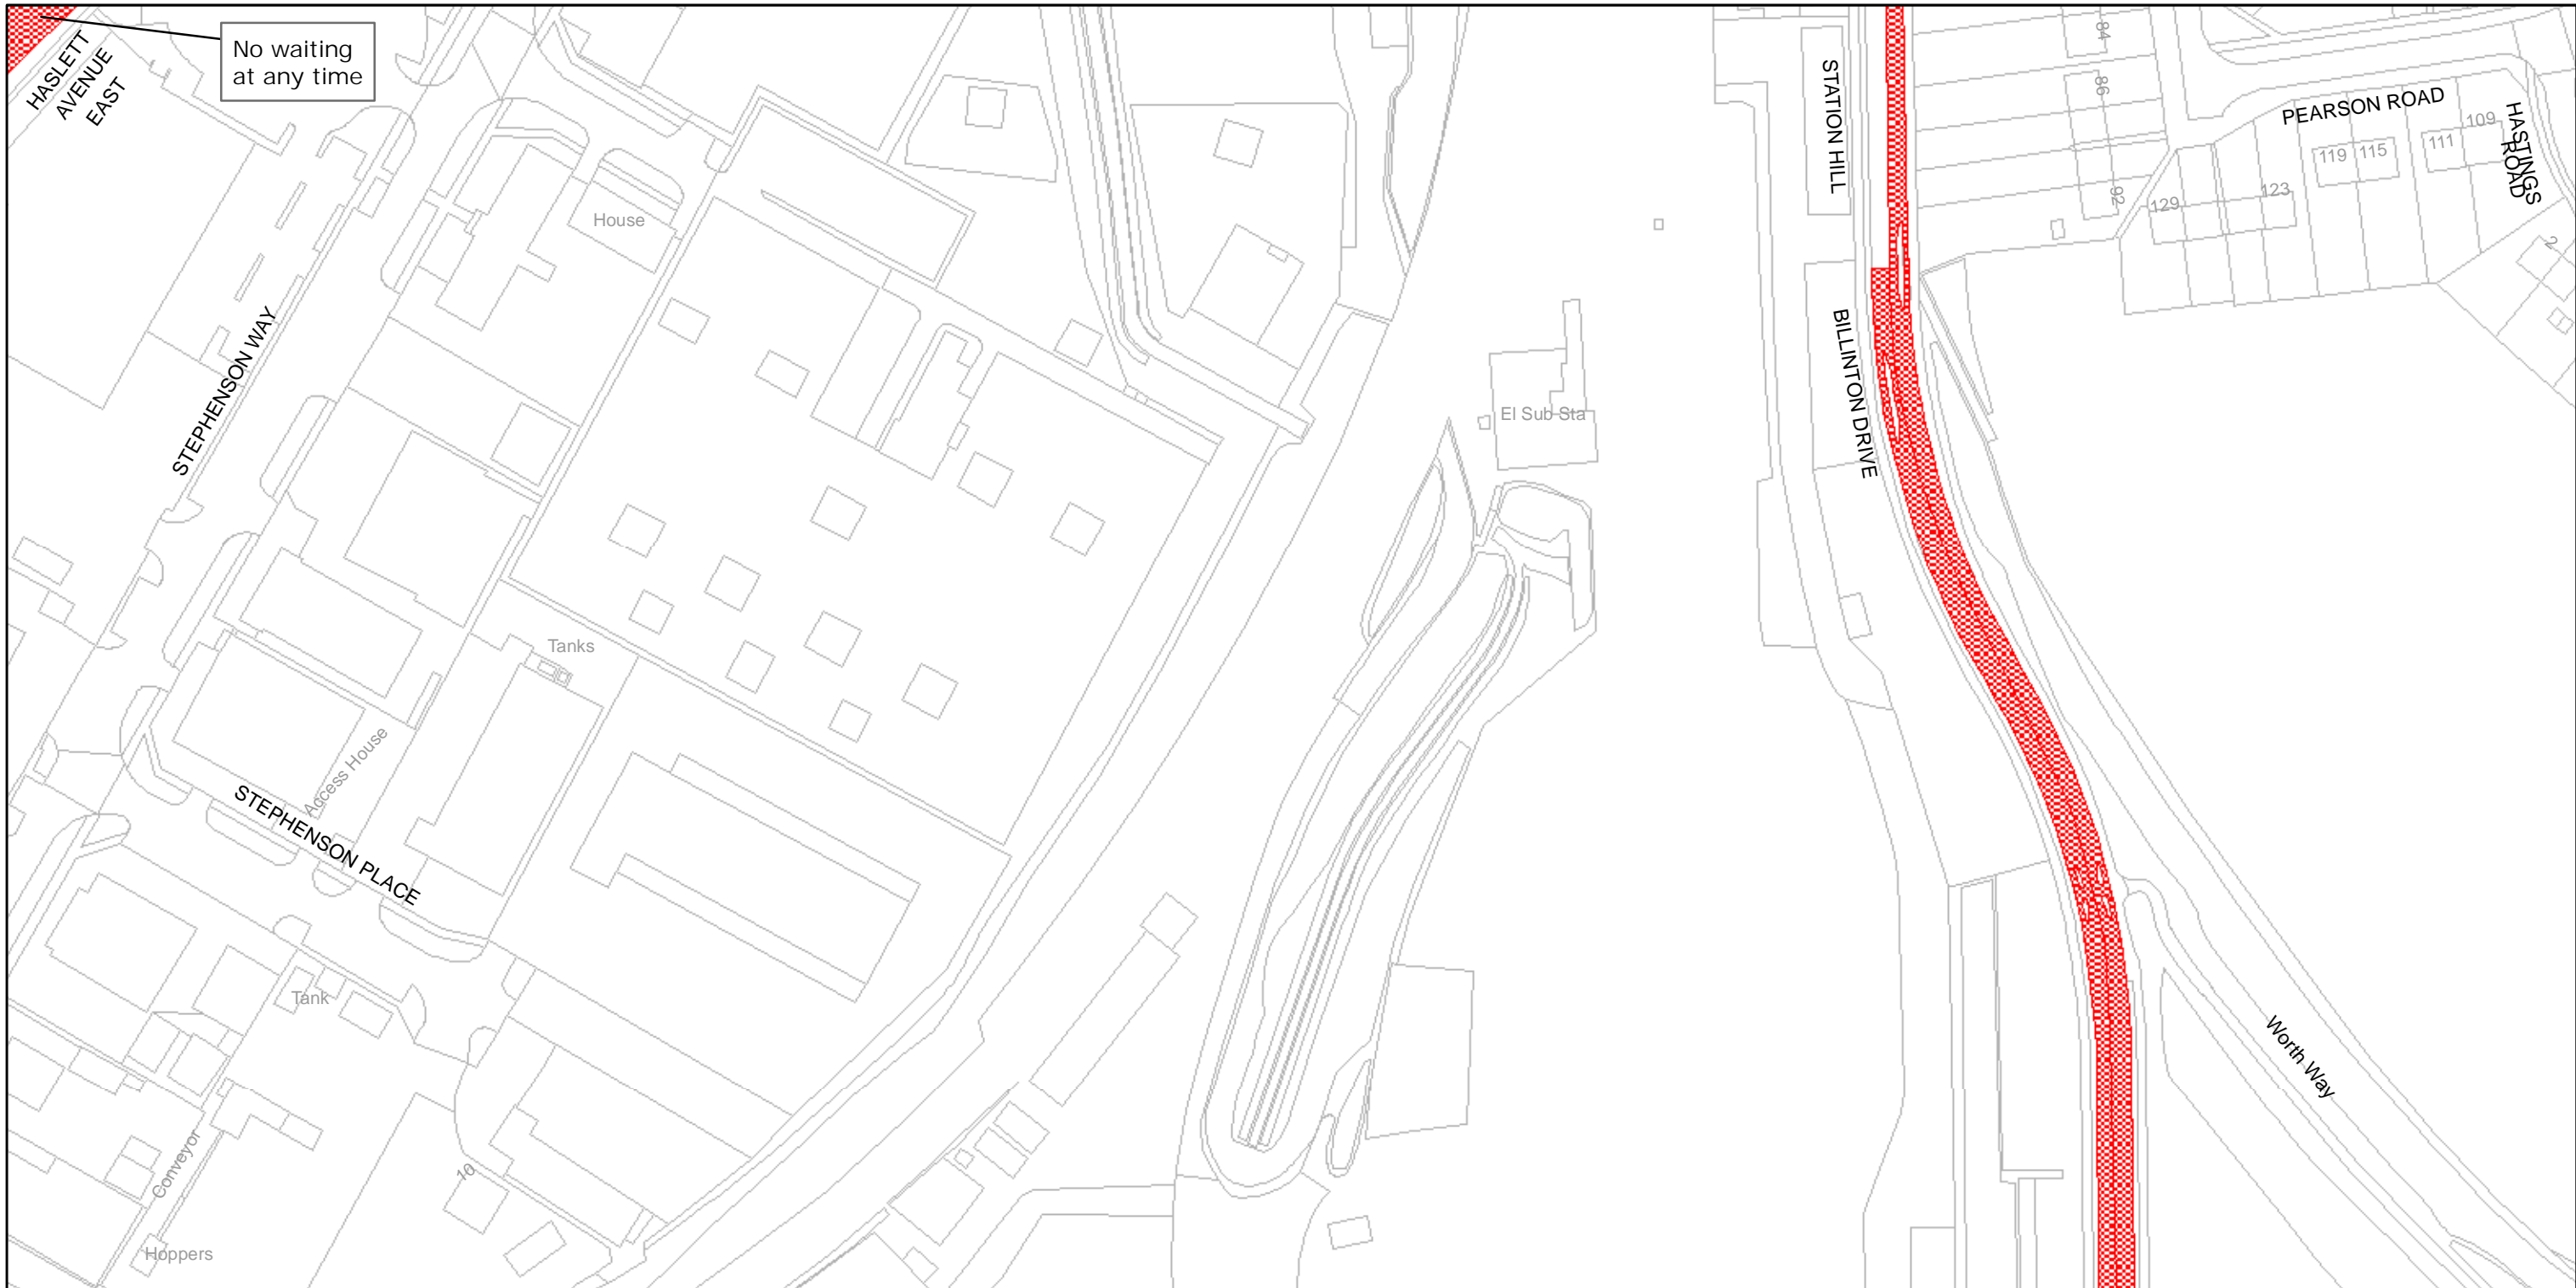 No waiting
at any time
HASLETT
AVENUE
EAST
STATION HILL
84
86
92
PEARSON ROAD
109
111
115
119
123
129
HASTINGS
ROAD
2
House
STEPHENSON WAY
BILLINTON DRIVE
El Sub Sta
Tanks
Access House
STEPHENSON PLACE
Tank
Worth Way
Conveyor
10
Hoppers